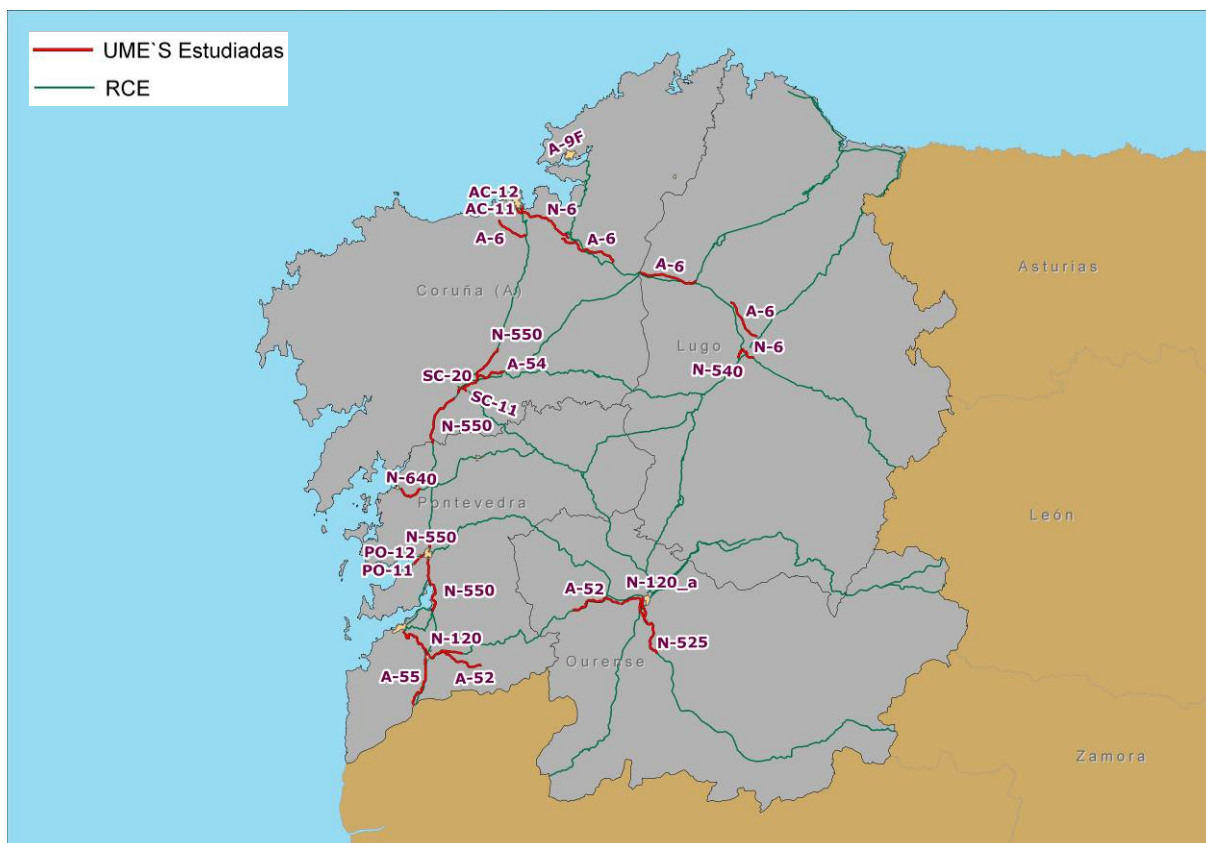 UME`S Estudiadas
RCE
A-9F
AC-12
AC-11
N-6
A-6
A-6
A-6
Asturias
Coruña (A)
A-6
N-550
Lugo
N-6
A-54
N-540
SC-20
SC-11
N-550
N-640
Pontevedra
León
N-550
PO-12
PO-11
A-52
N-120_a
N-550
N-120
N-525
Ourense
A-52
A-55
Zamora